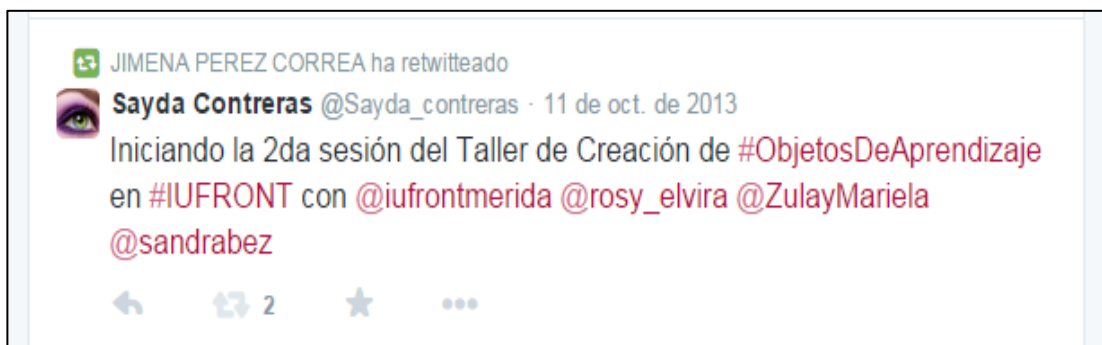 JIMENA PEREZ CORREA ha retwitteado
Sayda Contreras @Sayda_contreras · 11 de oct. de 2013
Iniciando la 2da sesión del Taller de Creación de #ObjetosDeAprendizaje
en #IUFRONT con @iufrontmerida @rosy_elvira @ZulayMariela
@sandrabez
2